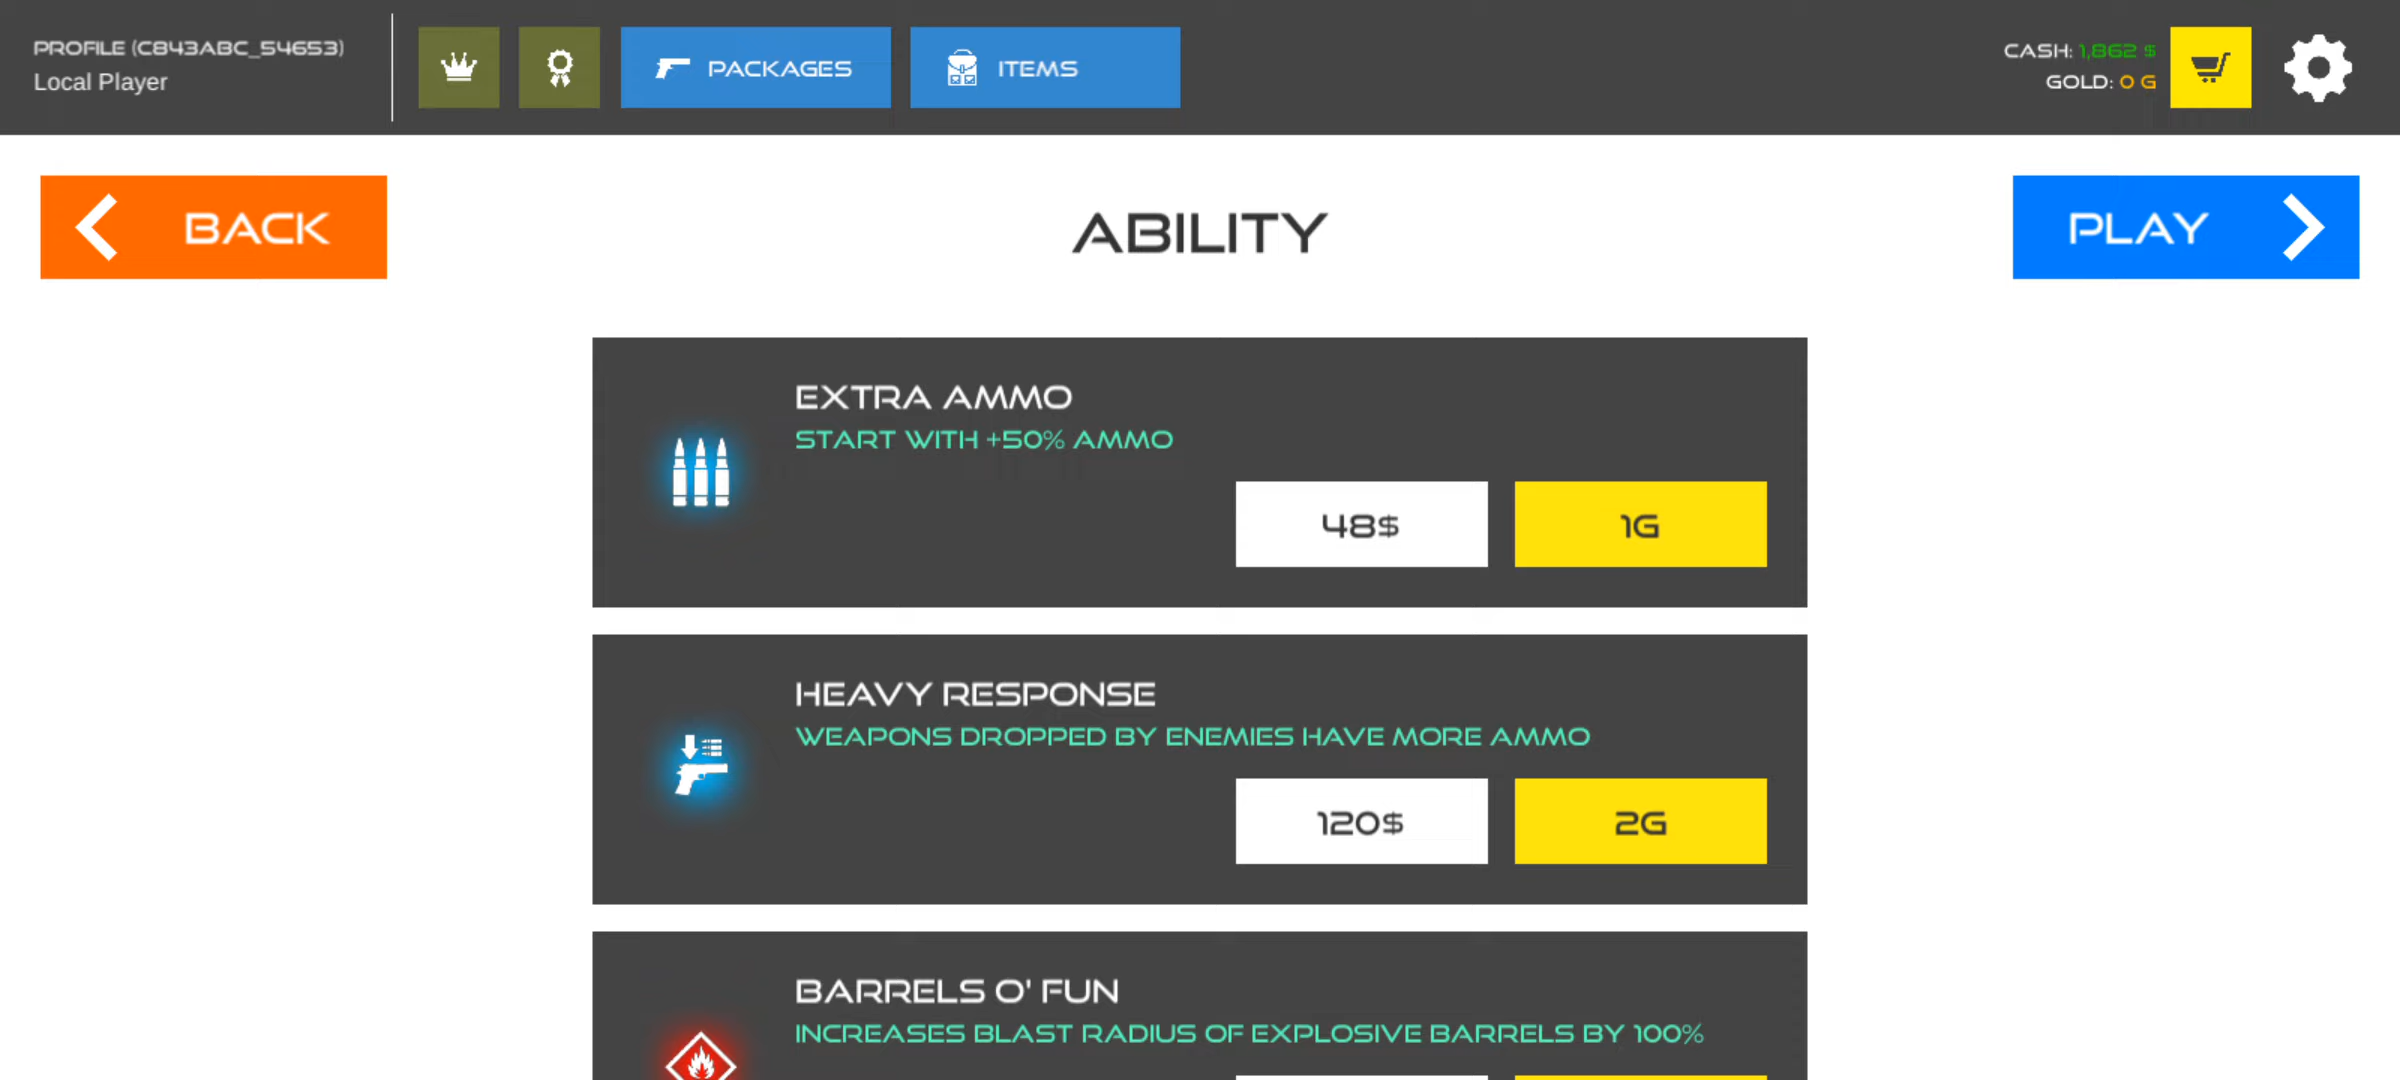 PROFILE (C843ABC_54653)
Local Player
PACKAGES
ITEMS
CASH: 1,862 $
GOLD: 0 G
BACK
ABILITY
PLAY
EXTRA AMMO
START WITH +50% AMMO
48$
1G
HEAVY RESPONSE
WEAPONS DROPPED BY ENEMIES HAVE MORE AMMO
120$
2G
BARRELS O' FUN
INCREASES BLAST RADIUS OF EXPLOSIVE BARRELS BY 100%